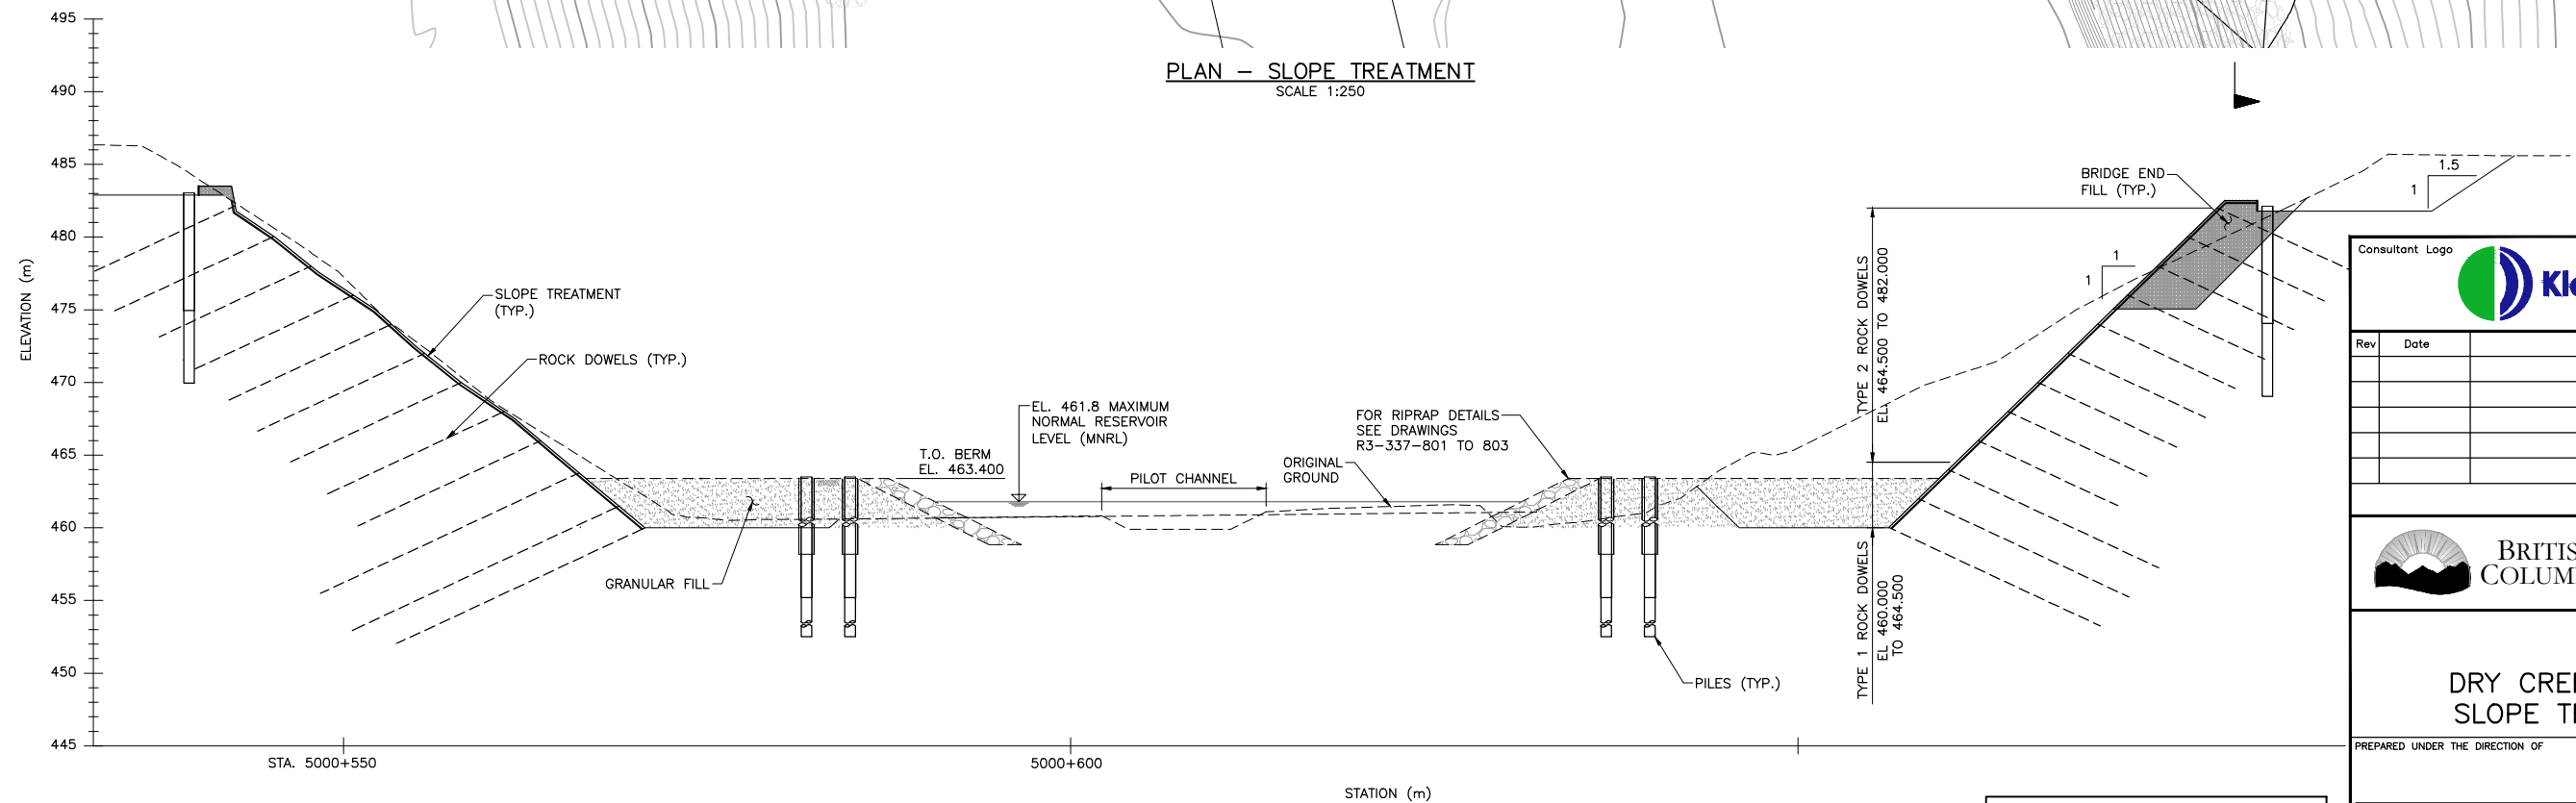 495
490
485
480
475
470
465
460
455
450
445
ELEVATION (m)
PLAN – SLOPE TREATMENT
SCALE 1:250
SLOPE TREATMENT
(TYP.)
ROCK DOWELS (TYP.)
T.O. BERM
EL. 463.400
EL. 461.8 MAXIMUM
NORMAL RESERVOIR
LEVEL (MNRL)
PILOT CHANNEL
ORIGINAL
GROUND
FOR RIPRAP DETAILS
SEE DRAWINGS
R3-337-801 TO 803
GRANULAR FILL
PILES (TYP.)
TYPE 2 ROCK DOWELS
EL. 464.500 TO 482.000
TYPE 1 ROCK DOWELS
EL 460.000
TO 464.500
BRIDGE END
FILL (TYP.)
1
1
1.5
1
STA. 5000+550
5000+600
STATION (m)
Consultant Logo
Rev Date
BRITIS
COLUM
DRY CREE
SLOPE T
PREPARED UNDER THE DIRECTION OF